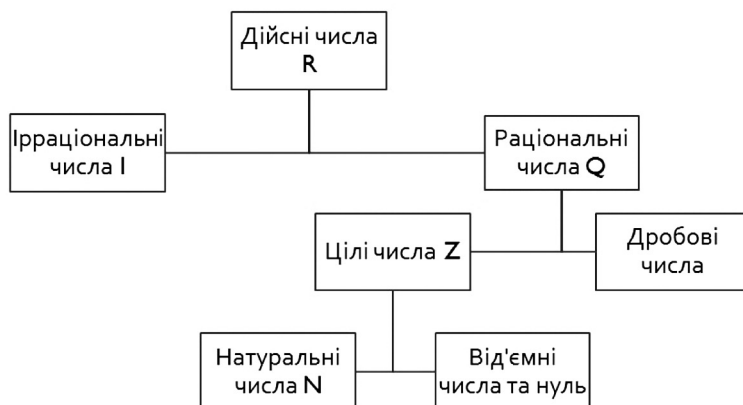 Дійсні числа
R
Ірраціональні
числа I
Раціональні
числа Q
Цілі числа Z
Дробові
числа
Натуральні
числа N
Від'ємні
числа та нуль